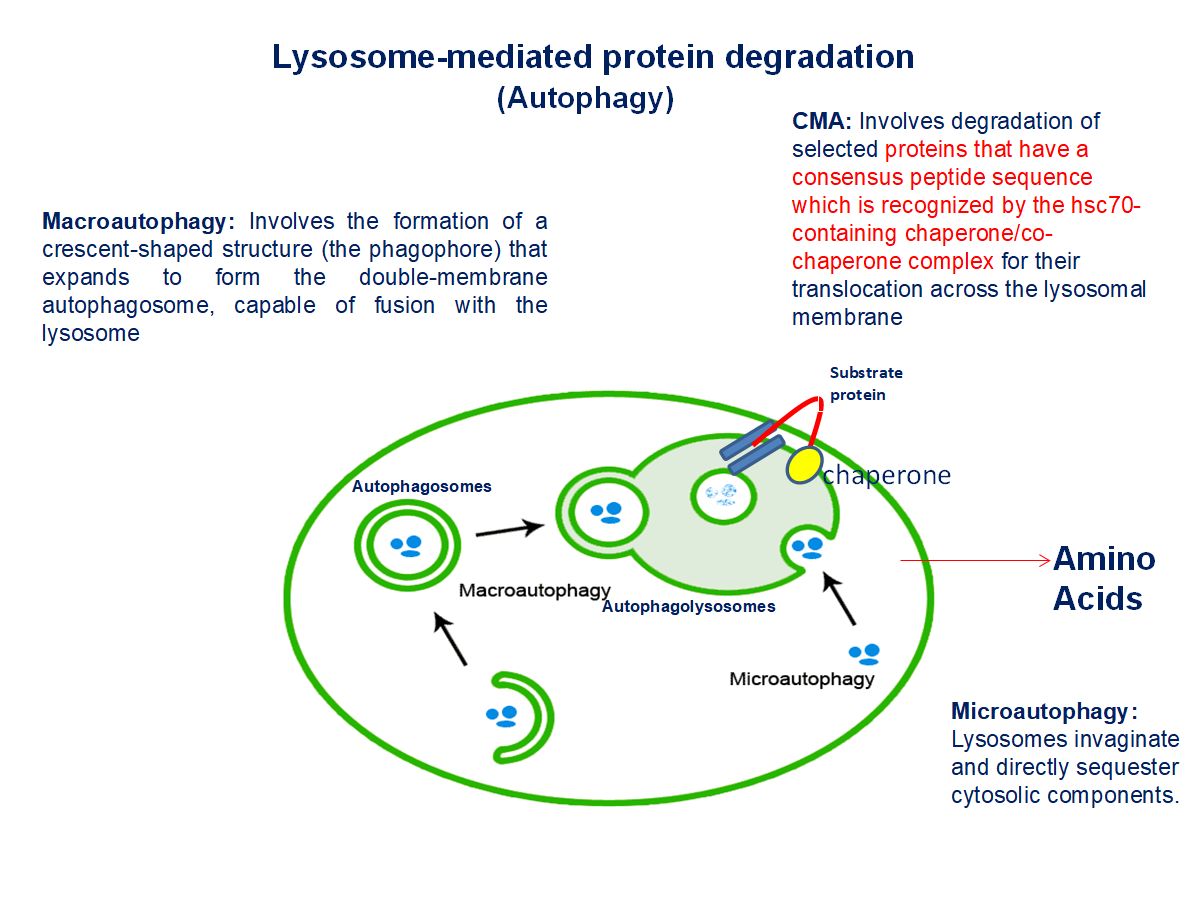 Lysosome-mediated protein degradation
(Autophagy)
CMA: Involves degradation of
selected proteins that have a
consensus peptide sequence
which is recognized by the hsc70-
containing chaperone/co-
chaperone complex for their
translocation across the lysosomal
membrane
Macroautophagy: Involves the formation of a
crescent-shaped structure (the phagophore) that
expands to form the double-membrane
autophagosome, capable of fusion with the
lysosome
Substrate
protein
chaperone
Autophagosomes
Macroautophagy
Autophagolysosomes
Amino
Acids
Microautophagy
Microautophagy:
Lysosomes invaginate
and directly sequester
cytosolic components.